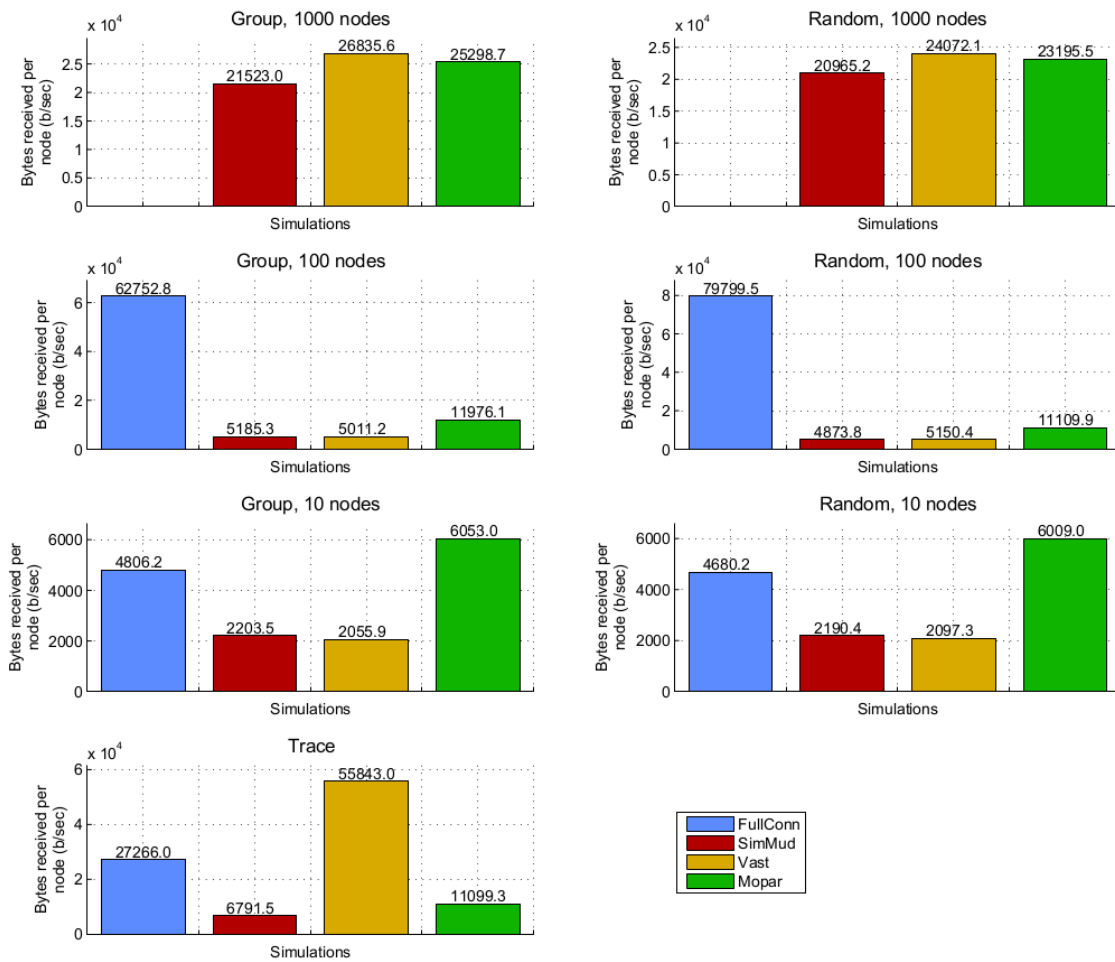 Group, 1000 nodes
x 10^4
Bytes received per
node (b/sec)
2.5
2
1.5
1
0.5
0
21523.0
26835.6
25298.7
Simulations
Random, 1000 nodes
x 10^4
Bytes received per
node (b/sec)
2.5
2
1.5
1
0.5
0
20965.2
24072.1
23195.5
Simulations
Group, 100 nodes
x 10^4
Bytes received per
node (b/sec)
6
4
2
0
62752.8
5185.3
5011.2
11976.1
Simulations
Random, 100 nodes
x 10^4
Bytes received per
node (b/sec)
8
6
4
2
0
79799.5
4873.8
5150.4
11109.9
Simulations
Group, 10 nodes
Bytes received per
node (b/sec)
6000
4000
2000
0
4806.2
2203.5
2055.9
6053.0
Simulations
Random, 10 nodes
Bytes received per
node (b/sec)
6000
4000
2000
0
4680.2
2190.4
2097.3
6009.0
Simulations
Trace
x 10^4
Bytes received per
node (b/sec)
6
4
2
0
27266.0
6791.5
55843.0
11099.3
Simulations
FullConn
SimMud
Vast
Mopar